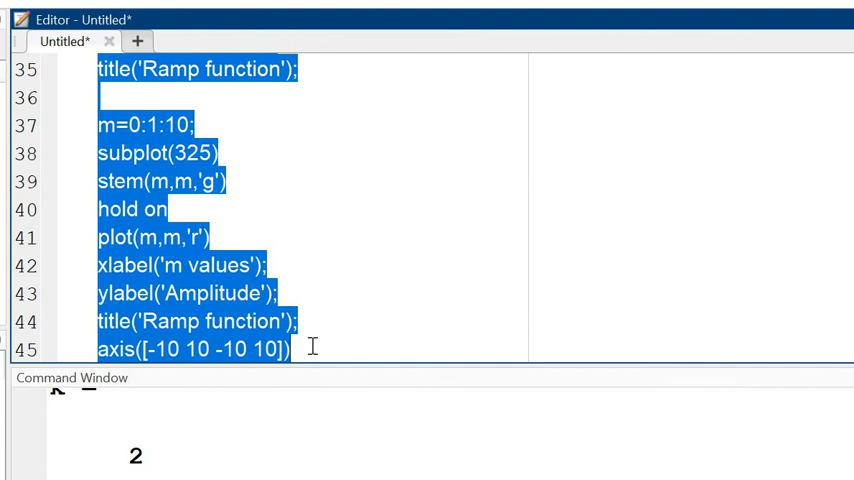 Editor - Untitled*
Untitled*
35 title('Ramp function');
36
37 m=0:1:10;
38 subplot(325)
39 stem(m,m,'g')
40 hold on
41 plot(m,m,'r')
42 xlabel('m values');
43 ylabel('Amplitude');
44 title('Ramp function');
45 axis([-10 10 -10 10])
Command Window
2